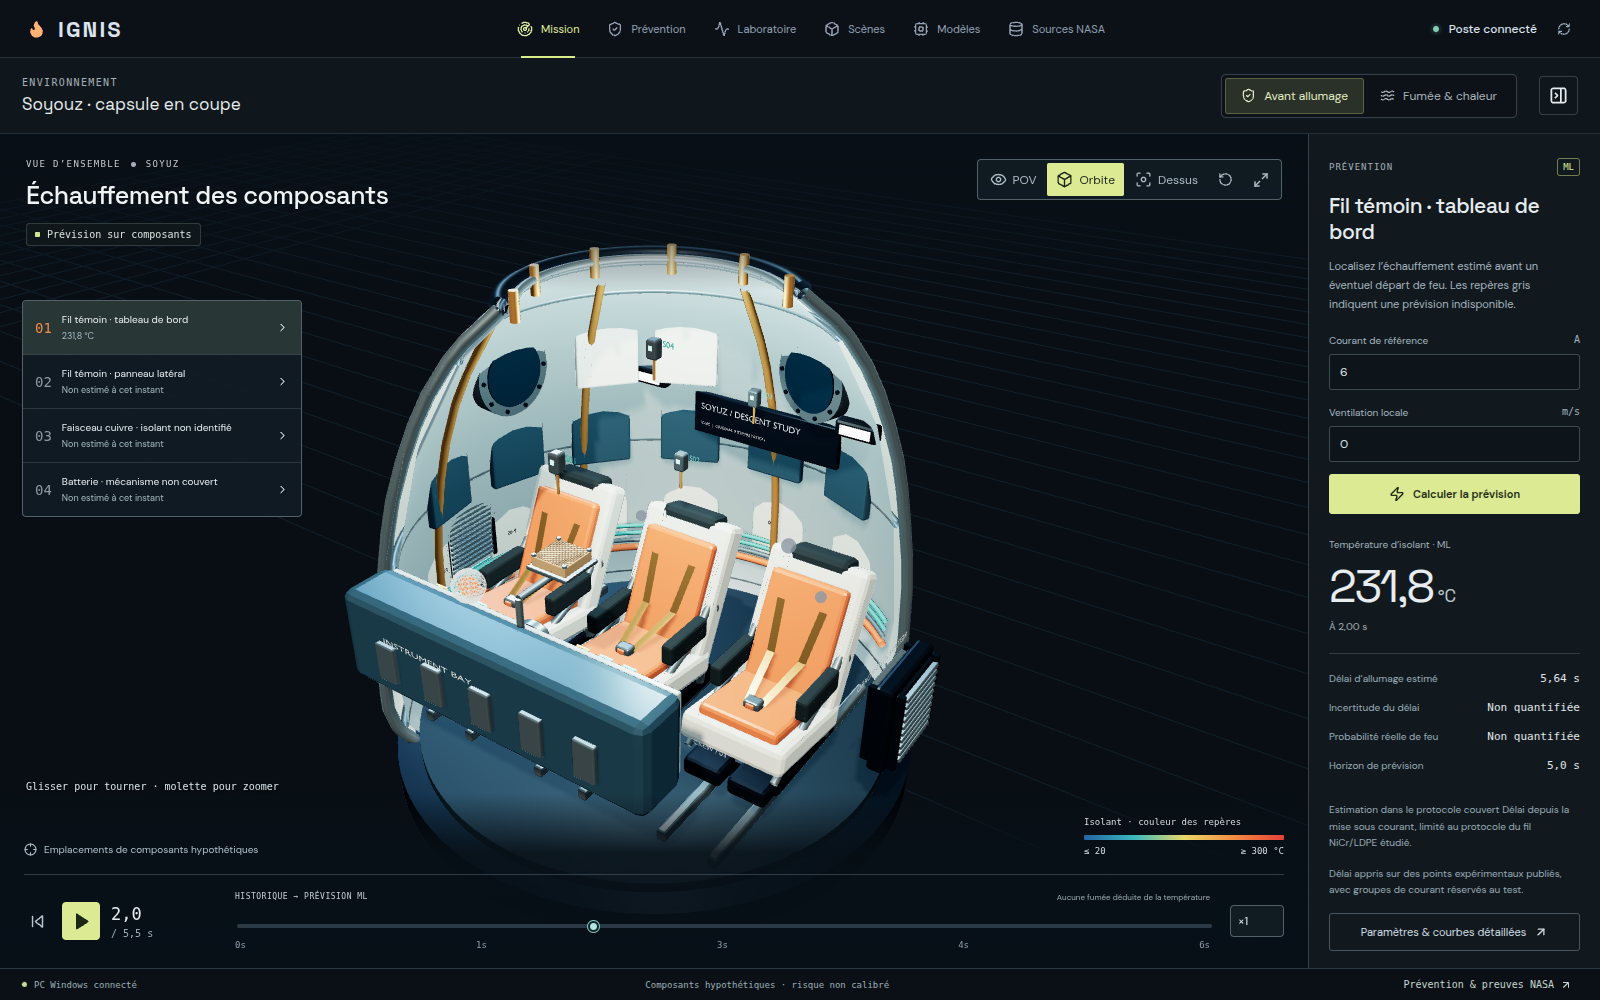 IGNIS
Mission
Prévention
Laboratoire
Scènes
Modèles
Sources NASA
Poste connecté
ENVIRONNEMENT
Soyouz · capsule en coupe
Avant allumage
Fumée & chaleur
VUE D'ENSEMBLE ● SOYUZ
Échauffement des composants
Prévision sur composants
POV
Orbite
Dessus
01
Fil témoin · tableau de bord
231,8 °C
02
Fil témoin · panneau latéral
Non estimé à cet instant
03
Faisceau cuivre · isolant non identifié
Non estimé à cet instant
04
Batterie · mécanisme non couvert
Non estimé à cet instant
S04
SOYUZ / DESCENT STUDY
INSTRUMENT BAY
Glisser pour tourner · molette pour zoomer
Emplacements de composants hypothétiques
Isolant · couleur des repères
≤ 20
≥ 300 °C
2,0
/ 5,5 s
HISTORIQUE → PRÉVISION ML
Aucune fumée déduite de la température
0s
1s
3s
4s
6s
×1
PRÉVENTION
ML
Fil témoin · tableau de
bord
Localisez l'échauffement estimé avant un
éventuel départ de feu. Les repères gris
indiquent une prévision indisponible.
Courant de référence
A
6
Ventilation locale
m/s
0
Calculer la prévision
Température d'isolant · ML
231,8 °C
À 2,00 s
Délai d'allumage estimé
5,64 s
Incertitude du délai
Non quantifiée
Probabilité réelle de feu
Non quantifiée
Horizon de prévision
5,0 s
Estimation dans le protocole couvert Délai depuis la
mise sous courant, limité au protocole du fil
NiCr/LDPE étudié.
Délai appris sur des points expérimentaux publiés,
avec groupes de courant réservés au test.
Paramètres & courbes détaillées
PC Windows connecté
Composants hypothétiques · risque non calibré
Prévention & preuves NASA